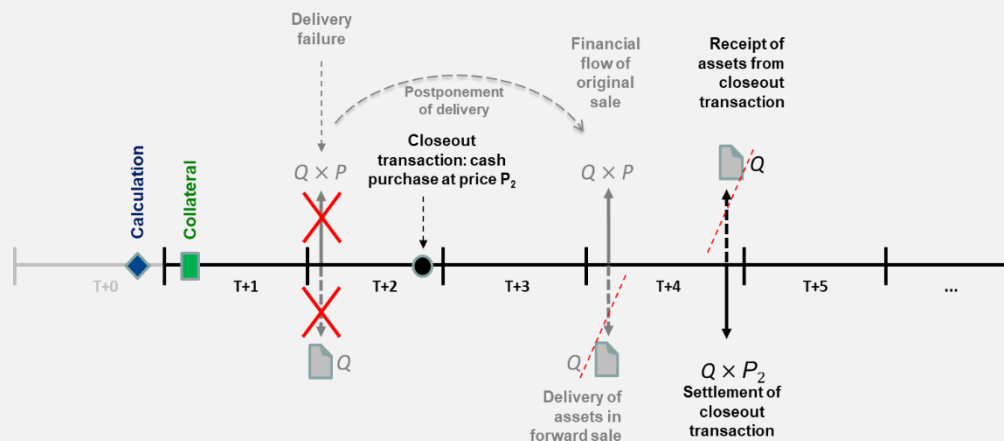 Delivery
failure
Financial
flow of
original
sale
Receipt of
assets from
closeout
transaction
Postponement
of delivery
Closeout
transaction: cash
purchase at price P₂
Calculation
Collateral
Q × P
Q × P
Q
T+0
T+1
T+2
T+3
T+4
T+5
...
Q
Q
Q × P₂
Delivery of
assets in
forward sale
Settlement of
closeout
transaction